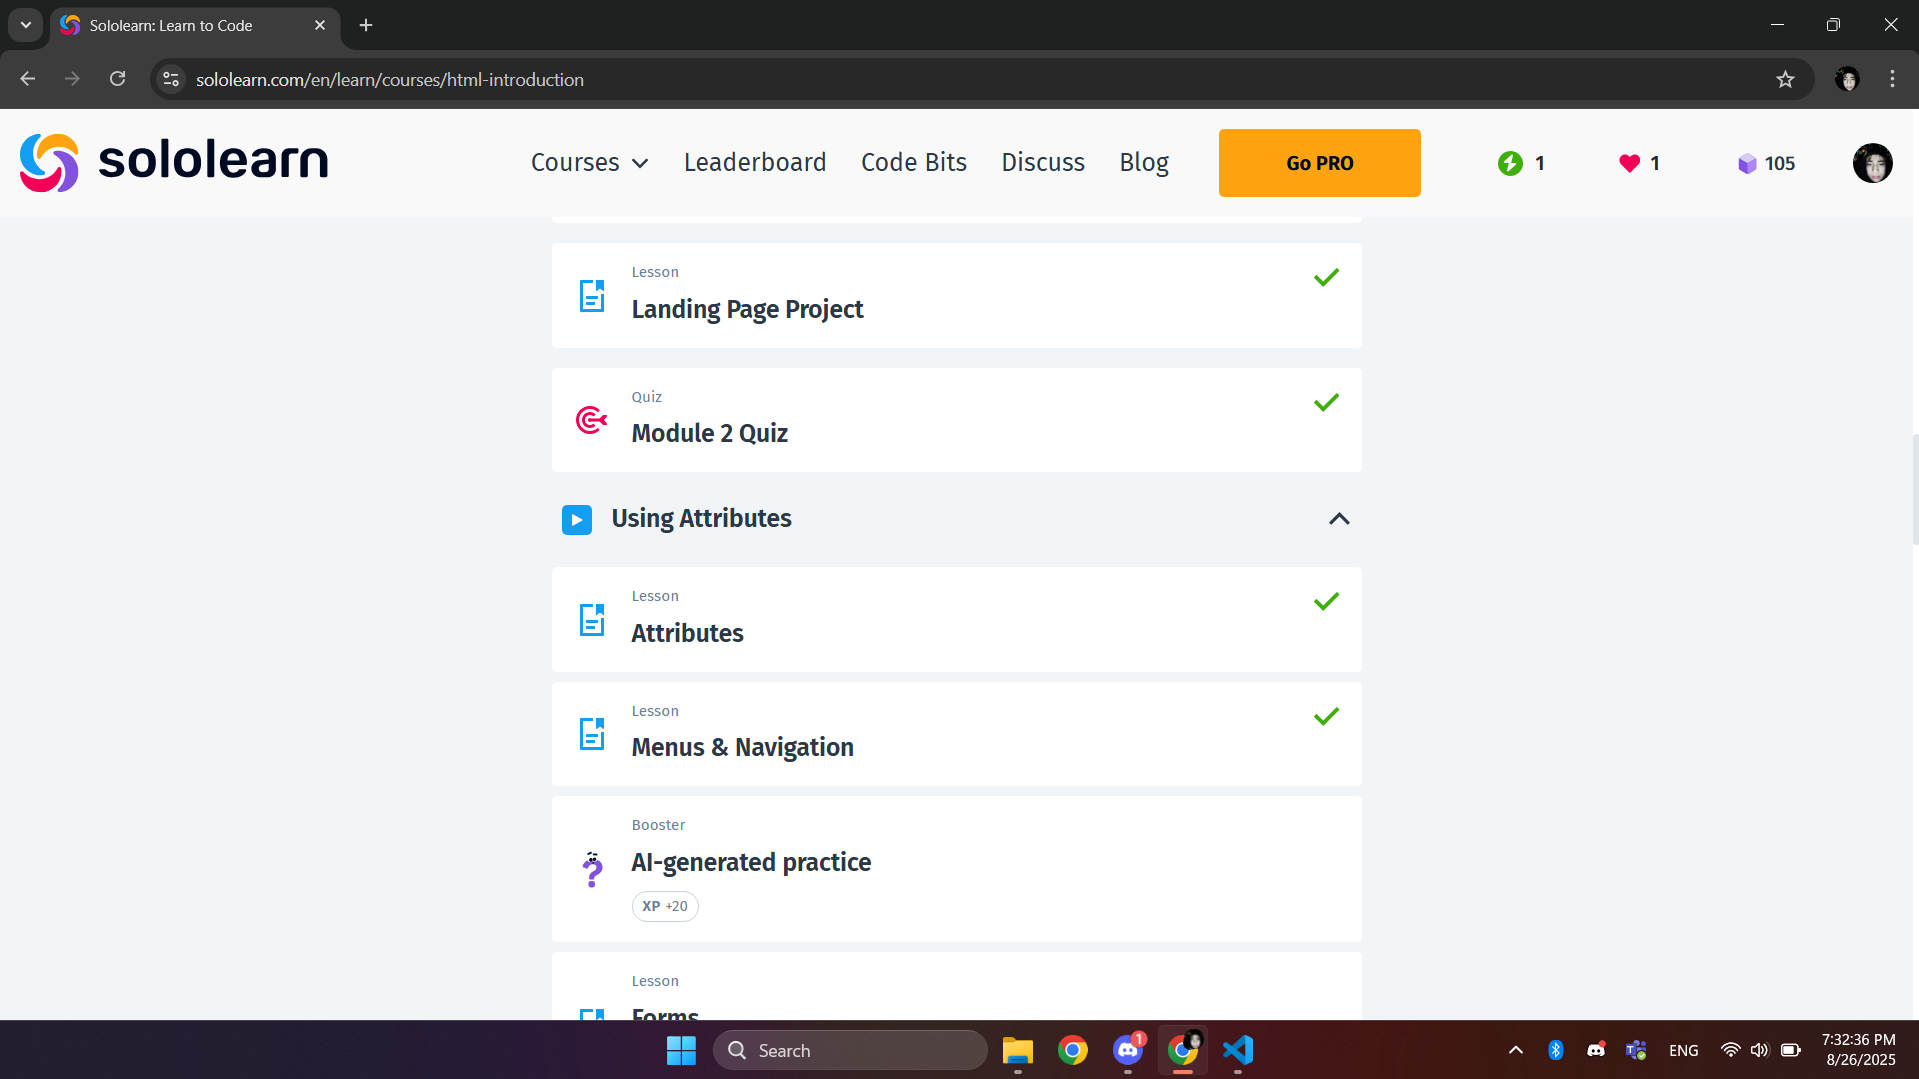 Sololearn: Learn to Code
sololearn.com/en/learn/courses/html-introduction
sololearn
Courses
Leaderboard
Code Bits
Discuss
Blog
Go PRO
1
1
105
Lesson
Landing Page Project
Quiz
Module 2 Quiz
Using Attributes
Lesson
Attributes
Lesson
Menus & Navigation
Booster
AI-generated practice
XP +20
Lesson
Forms
Search
1
ENG
7:32:36 PM
8/26/2025